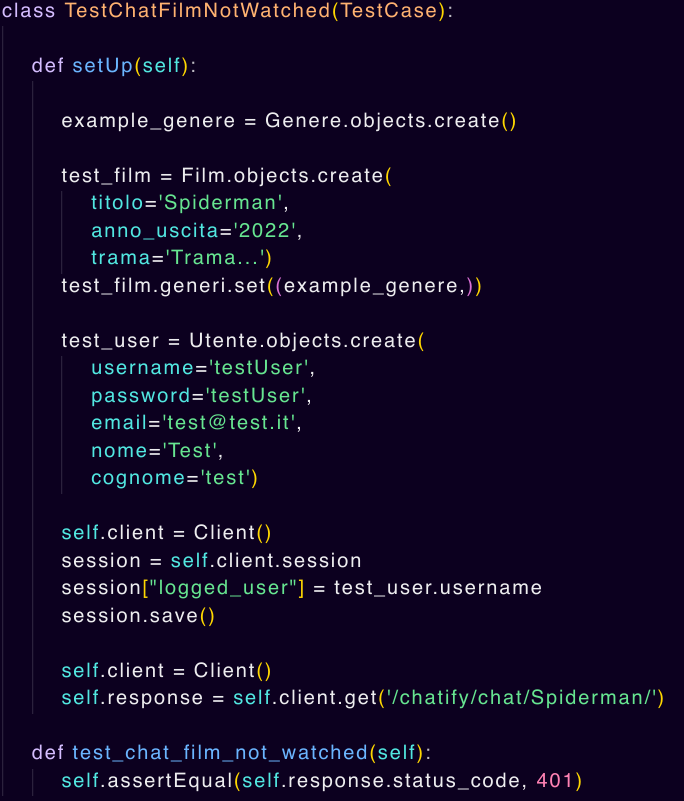 class TestChatFilmNotWatched(TestCase):
def setUp(self):
example_genere = Genere.objects.create()
test_film = Film.objects.create(
titolo='Spiderman',
anno_uscita='2022',
trama='Trama...')
test_film.generi.set((example_genere,))
test_user = Utente.objects.create(
username='testUser',
password='testUser',
email='test@test.it',
nome='Test',
cognome='test')
self.client = Client()
session = self.client.session
session["logged_user"] = test_user.username
session.save()
self.client = Client()
self.response = self.client.get('/chatify/chat/Spiderman/')
def test_chat_film_not_watched(self):
self.assertEqual(self.response.status_code, 401)